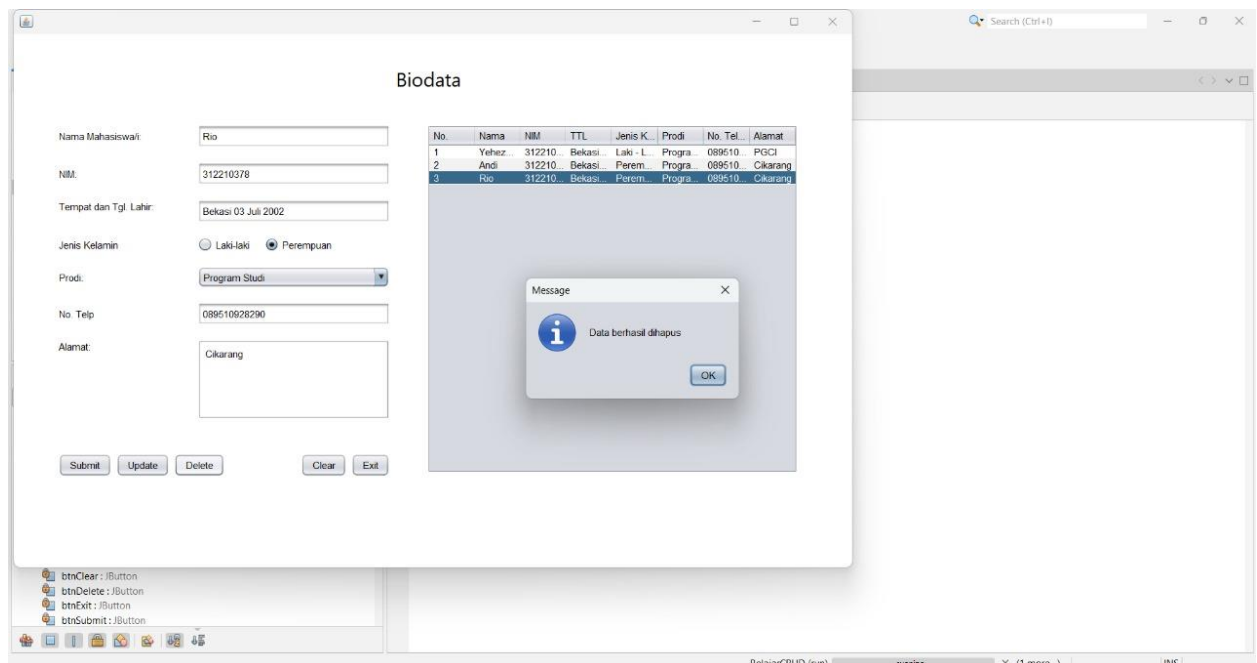 Search (Ctrl+I)
Biodata
Nama Mahasiswa/i:
Rio
NIM:
312210378
Tempat dan Tgl. Lahir:
Bekasi 03 Juli 2002
Jenis Kelamin
Laki-laki Perempuan
Prodi:
Program Studi
No. Telp
089510928290
Alamat:
Cikarang
Submit Update Delete Clear Exit
No. Nama NIM TTL Jenis K... Prodi No. Tel... Alamat
1 Yehez... 312210... Bekasi... Laki - L... Progra... 089510... PGCI
2 Andi 312210... Bekasi... Perem... Progra... 089510... Cikarang
3 Rio 312210... Bekasi... Perem... Progra... 089510... Cikarang
Message
Data berhasil dihapus
OK
btnClear : JButton
btnDelete : JButton
btnExit : JButton
btnSubmit : JButton
BelajarCRUD (run)
(1 more...)
INS